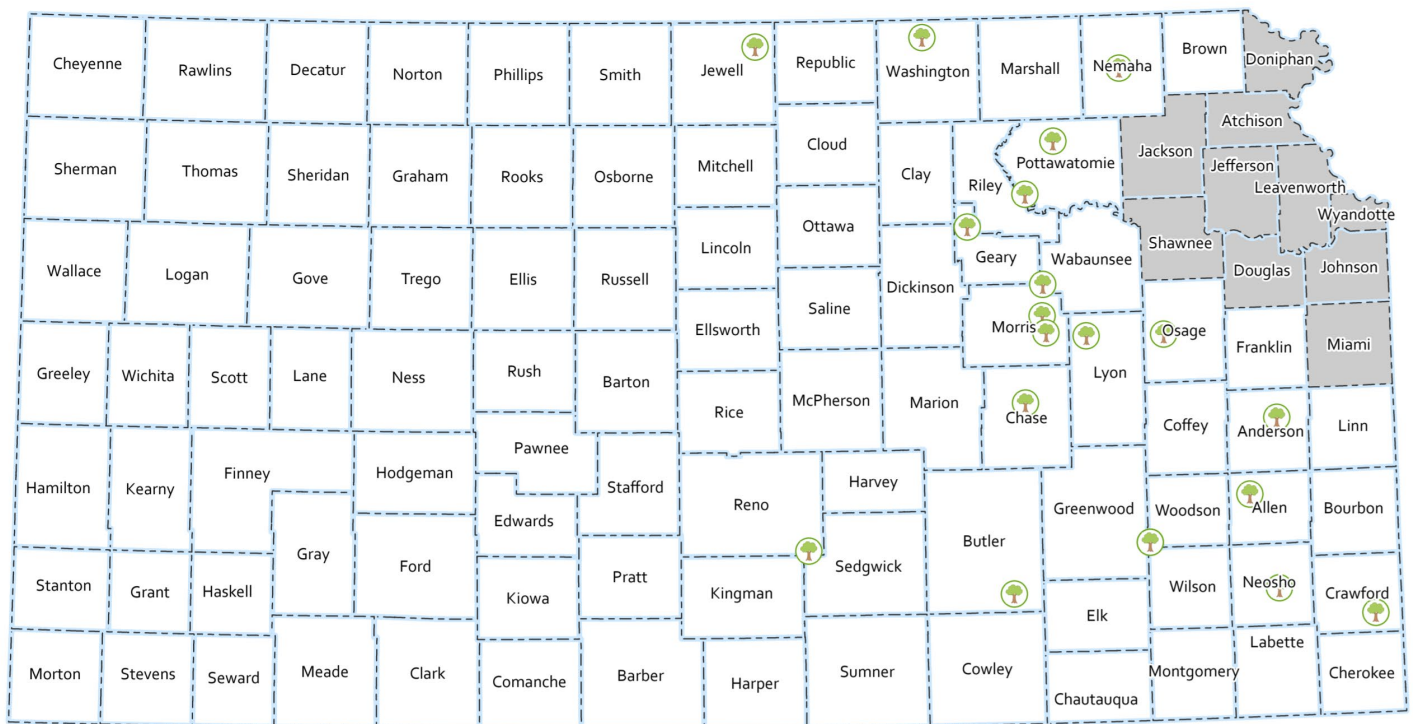 Cheyenne
Rawlins
Decatur
Norton
Phillips
Smith
Jewell
Republic
Washington
Marshall
Nemaha
Brown
Doniphan
Sherman
Thomas
Sheridan
Graham
Rooks
Osborne
Mitchell
Cloud
Clay
Riley
Pottawatomie
Jackson
Atchison
Jefferson
Leavenworth
Wyandotte
Wallace
Logan
Gove
Trego
Ellis
Russell
Lincoln
Ottawa
Saline
Dickinson
Geary
Wabaunsee
Shawnee
Douglas
Johnson
Greeley
Wichita
Scott
Lane
Ness
Rush
Barton
Ellsworth
Rice
McPherson
Marion
Morris
Chase
Lyon
Osage
Franklin
Miami
Hamilton
Kearny
Finney
Hodgeman
Pawnee
Edwards
Stafford
Reno
Harvey
Butler
Greenwood
Coffey
Anderson
Linn
Woodson
Allen
Bourbon
Stanton
Grant
Haskell
Gray
Ford
Kiowa
Pratt
Kingman
Sedgwick
Elk
Wilson
Neosho
Crawford
Morton
Stevens
Seward
Meade
Clark
Comanche
Barber
Harper
Sumner
Cowley
Chautauqua
Montgomery
Labette
Cherokee